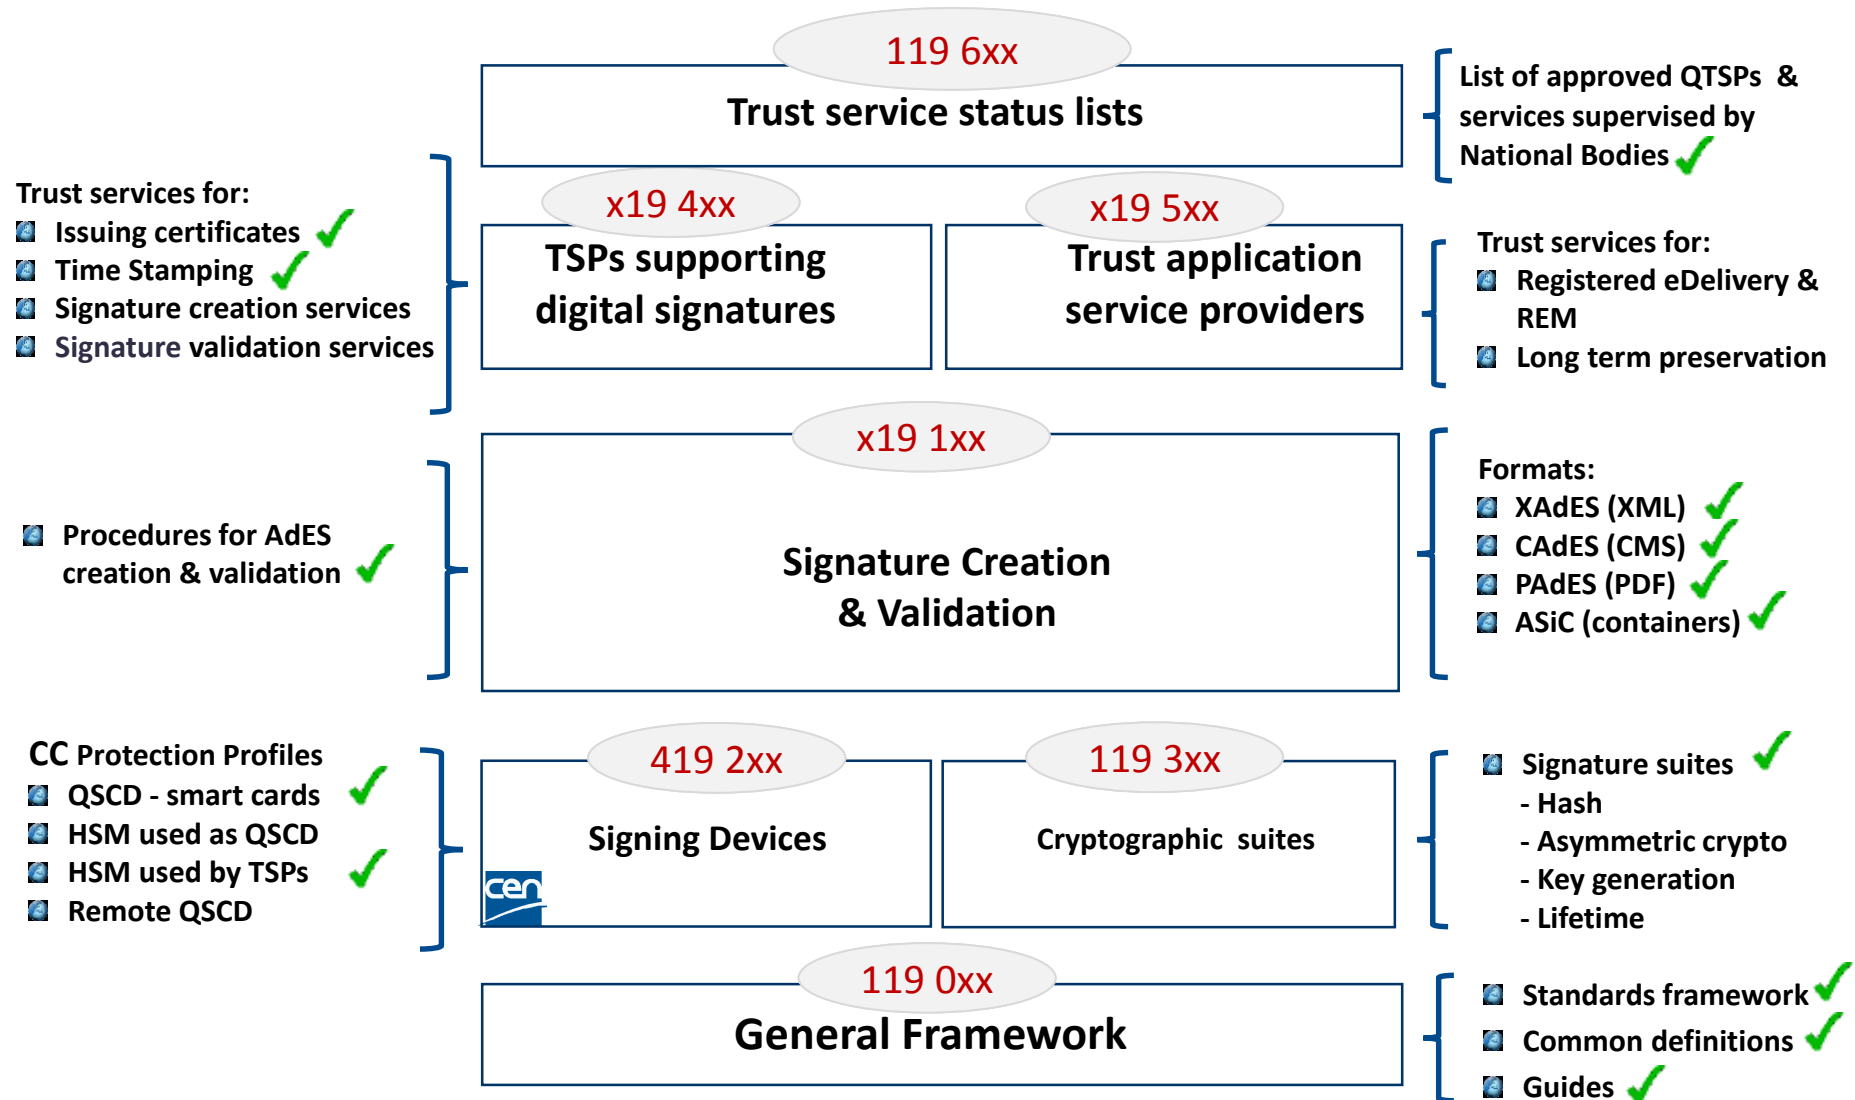 119 6xx
Trust service status lists
List of approved QTSPs &
services supervised by
National Bodies
Trust services for:
Issuing certificates
Time Stamping
Signature creation services
Signature validation services
x19 4xx
TSPs supporting
digital signatures
x19 5xx
Trust application
service providers
Trust services for:
Registered eDelivery &
REM
Long term preservation
x19 1xx
Signature Creation
& Validation
Procedures for AdES
creation & validation
Formats:
XAdES (XML)
CAdES (CMS)
PAdES (PDF)
ASiC (containers)
CC Protection Profiles
QSCD - smart cards
HSM used as QSCD
HSM used by TSPs
Remote QSCD
419 2xx
Signing Devices
cen
119 3xx
Cryptographic suites
Signature suites
- Hash
- Asymmetric crypto
- Key generation
- Lifetime
119 0xx
General Framework
Standards framework
Common definitions
Guides